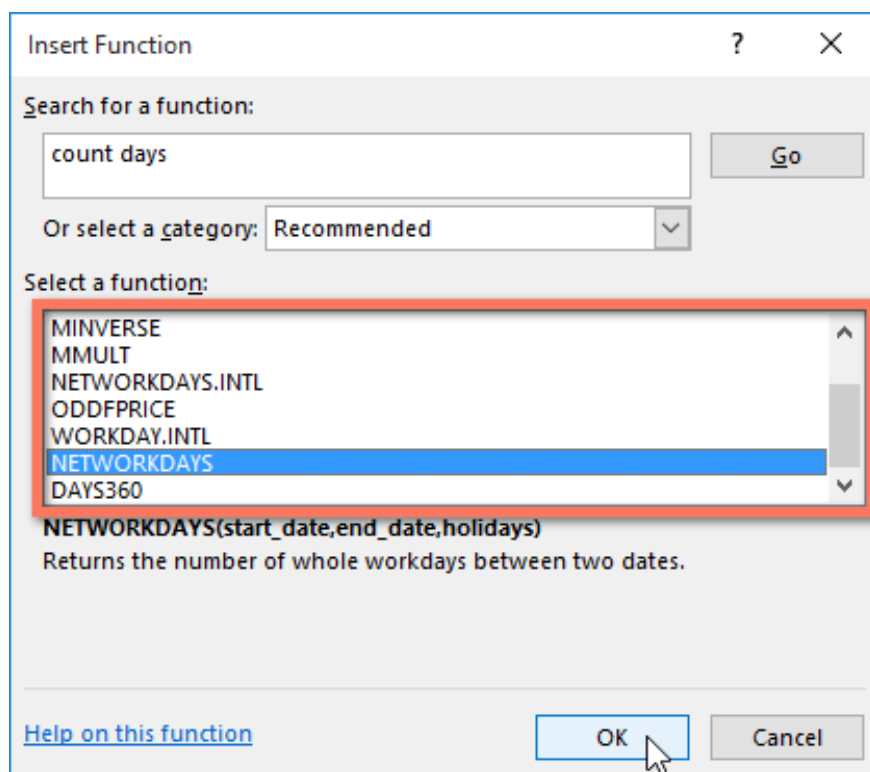 Insert Function ?
Search for a function:
count days
Go
Or select a category: Recommended
Select a function:
MINVERSE
MMULT
NETWORKDAYS.INTL
ODDFPRICE
WORKDAY.INTL
NETWORKDAYS
DAYS360
NETWORKDAYS(start_date,end_date,holidays)
Returns the number of whole workdays between two dates.
Help on this function
OK
Cancel